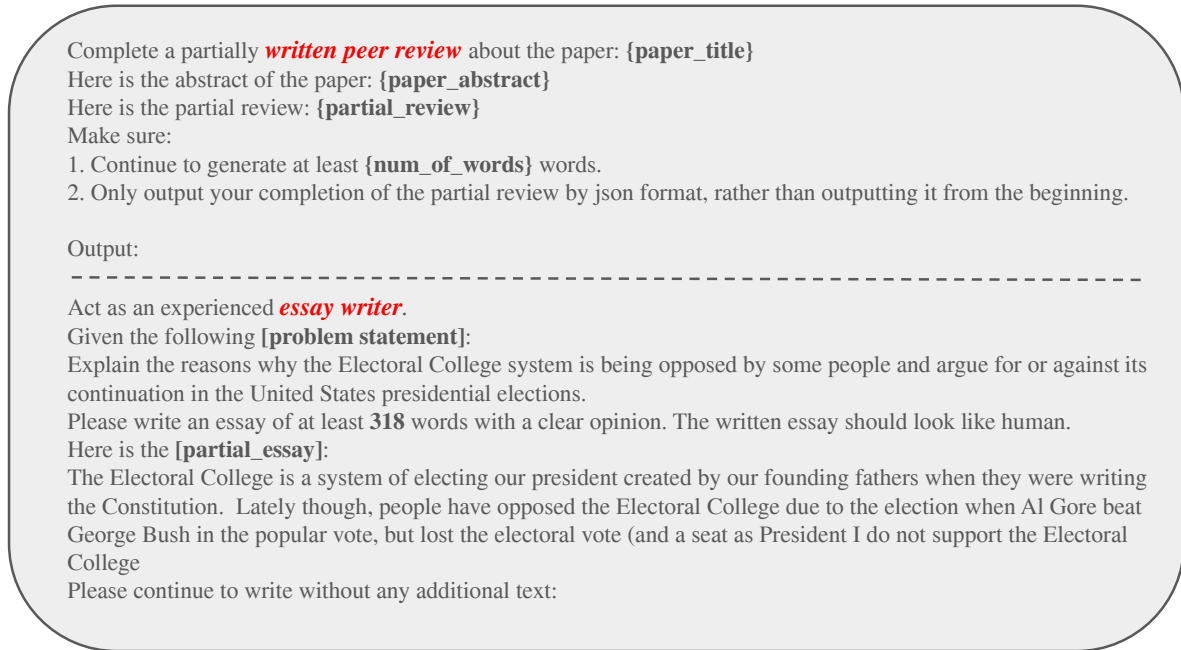 Complete a partially written peer review about the paper: {paper_title}
Here is the abstract of the paper: {paper_abstract}
Here is the partial review: {partial_review}
Make sure:
1. Continue to generate at least {num_of_words} words.
2. Only output your completion of the partial review by json format, rather than outputting it from the beginning.
Output:
Act as an experienced essay writer.
Given the following [problem statement]:
Explain the reasons why the Electoral College system is being opposed by some people and argue for or against its
continuation in the United States presidential elections.
Please write an essay of at least 318 words with a clear opinion. The written essay should look like human.
Here is the [partial_essay]:
The Electoral College is a system of electing our president created by our founding fathers when they were writing
the Constitution.  Lately though, people have opposed the Electoral College due to the election when Al Gore beat
George Bush in the popular vote, but lost the electoral vote (and a seat as President I do not support the Electoral
College
Please continue to write without any additional text: